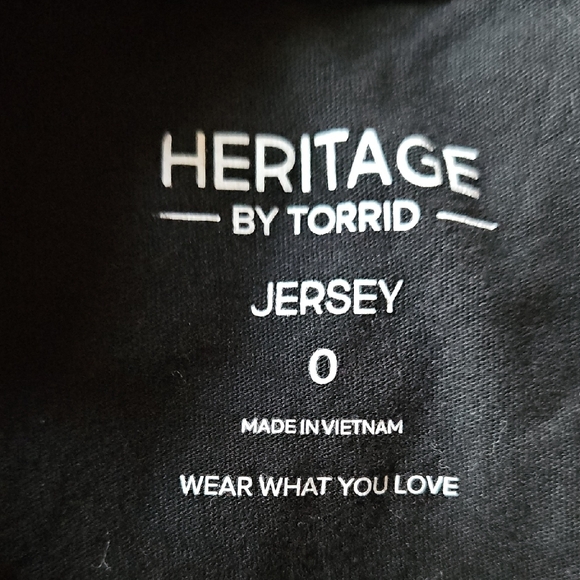 HERITAGE
BY TORRID
JERSEY
0
MADE IN VIETNAM
WEAR WHAT YOU LOVE